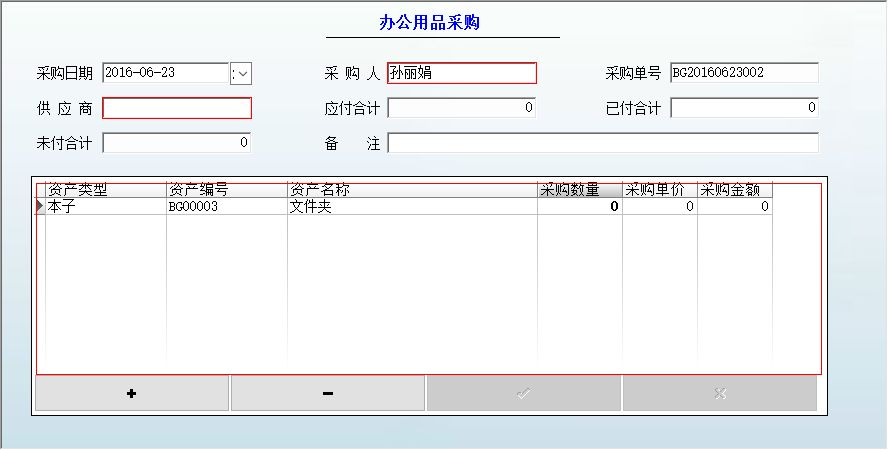 办公用品采购
采购日期 2016-06-23 采 购 人 孙丽娟 采购单号 BG20160623002
供 应 商 应付合计 0 已付合计 0
未付合计 0 备 注
资产类型 资产编号 资产名称 采购数量 采购单价 采购金额
本子 BG00003 文件夹 0 0 0